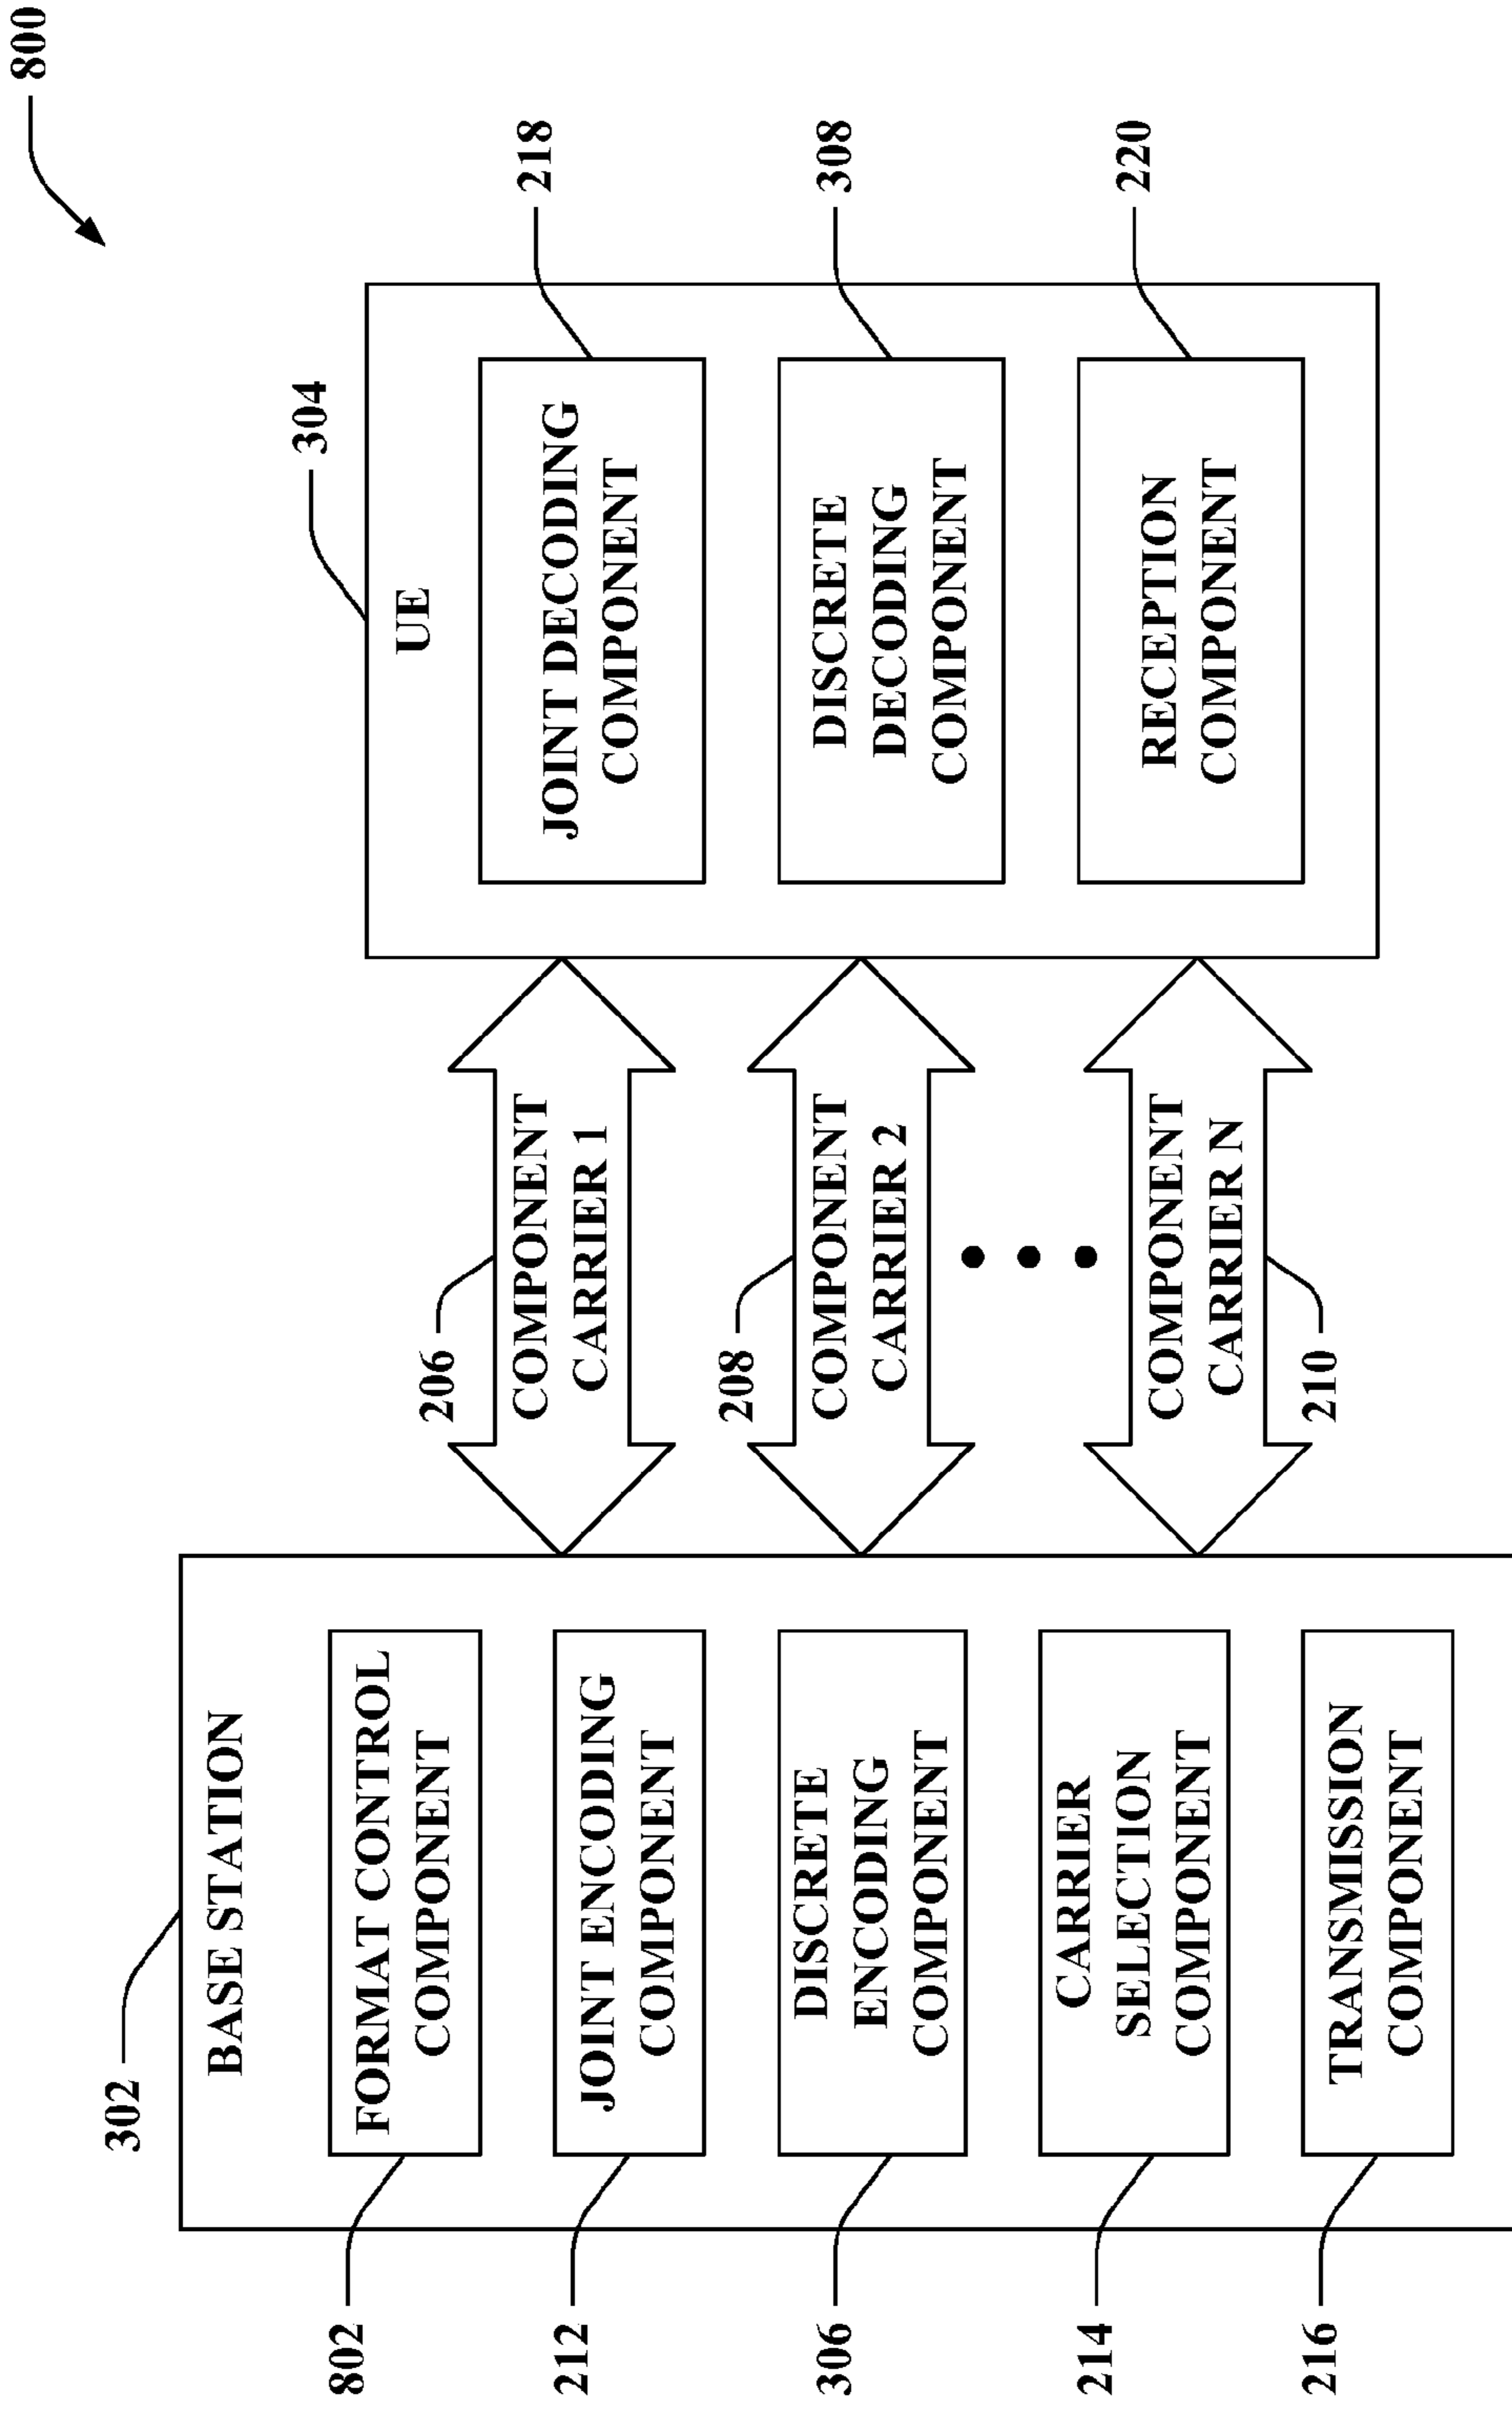 800
302
BASE STATION
802
FORMAT CONTROL
COMPONENT
212
JOINT ENCODING
COMPONENT
306
DISCRETE
ENCODING
COMPONENT
214
CARRIER
SELECTION
COMPONENT
216
TRANSMISSION
COMPONENT
206
COMPONENT
CARRIER 1
208
COMPONENT
CARRIER 2
COMPONENT
CARRIER N
210
304
UE
JOINT DECODING
COMPONENT
218
DISCRETE
DECODING
COMPONENT
308
RECEPTION
COMPONENT
220